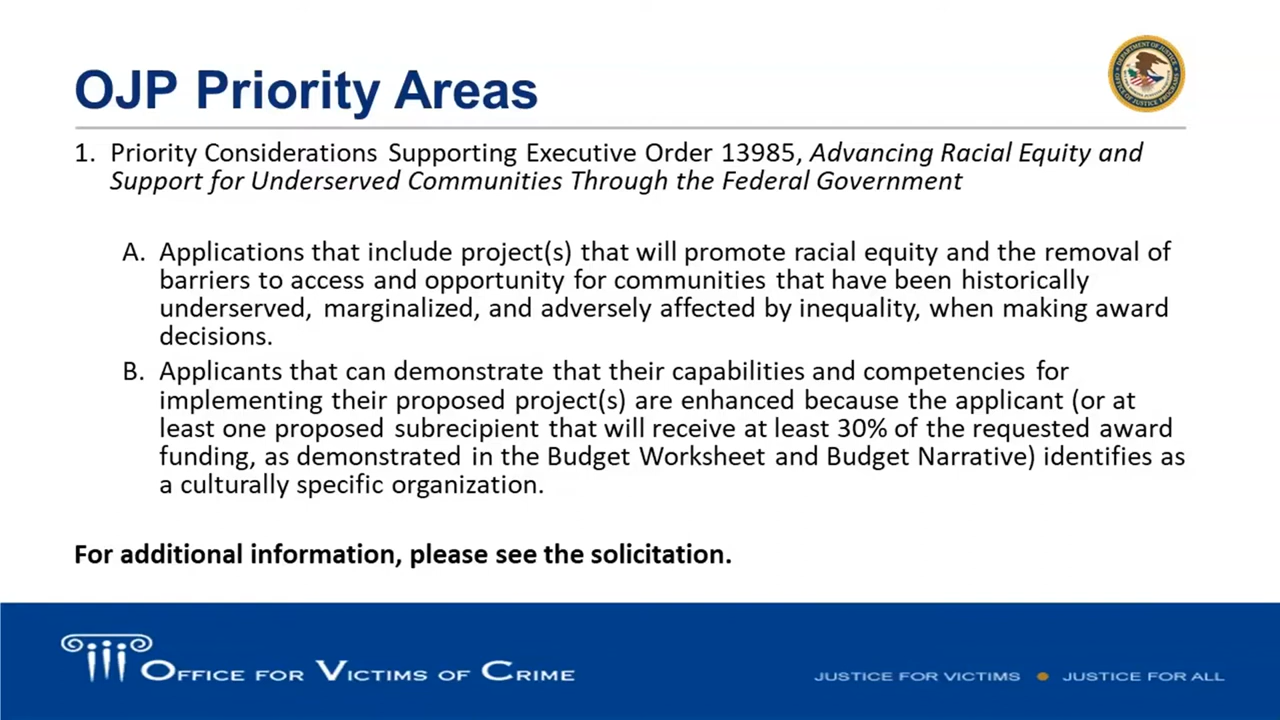 OJP Priority Areas
1. Priority Considerations Supporting Executive Order 13985, Advancing Racial Equity and
Support for Underserved Communities Through the Federal Government
A. Applications that include project(s) that will promote racial equity and the removal of
barriers to access and opportunity for communities that have been historically
underserved, marginalized, and adversely affected by inequality, when making award
decisions.
B. Applicants that can demonstrate that their capabilities and competencies for
implementing their proposed project(s) are enhanced because the applicant (or at
least one proposed subrecipient that will receive at least 30% of the requested award
funding, as demonstrated in the Budget Worksheet and Budget Narrative) identifies as
a culturally specific organization.
For additional information, please see the solicitation.
OFFICE FOR VICTIMS OF CRIME
JUSTICE FOR VICTIMS • JUSTICE FOR ALL